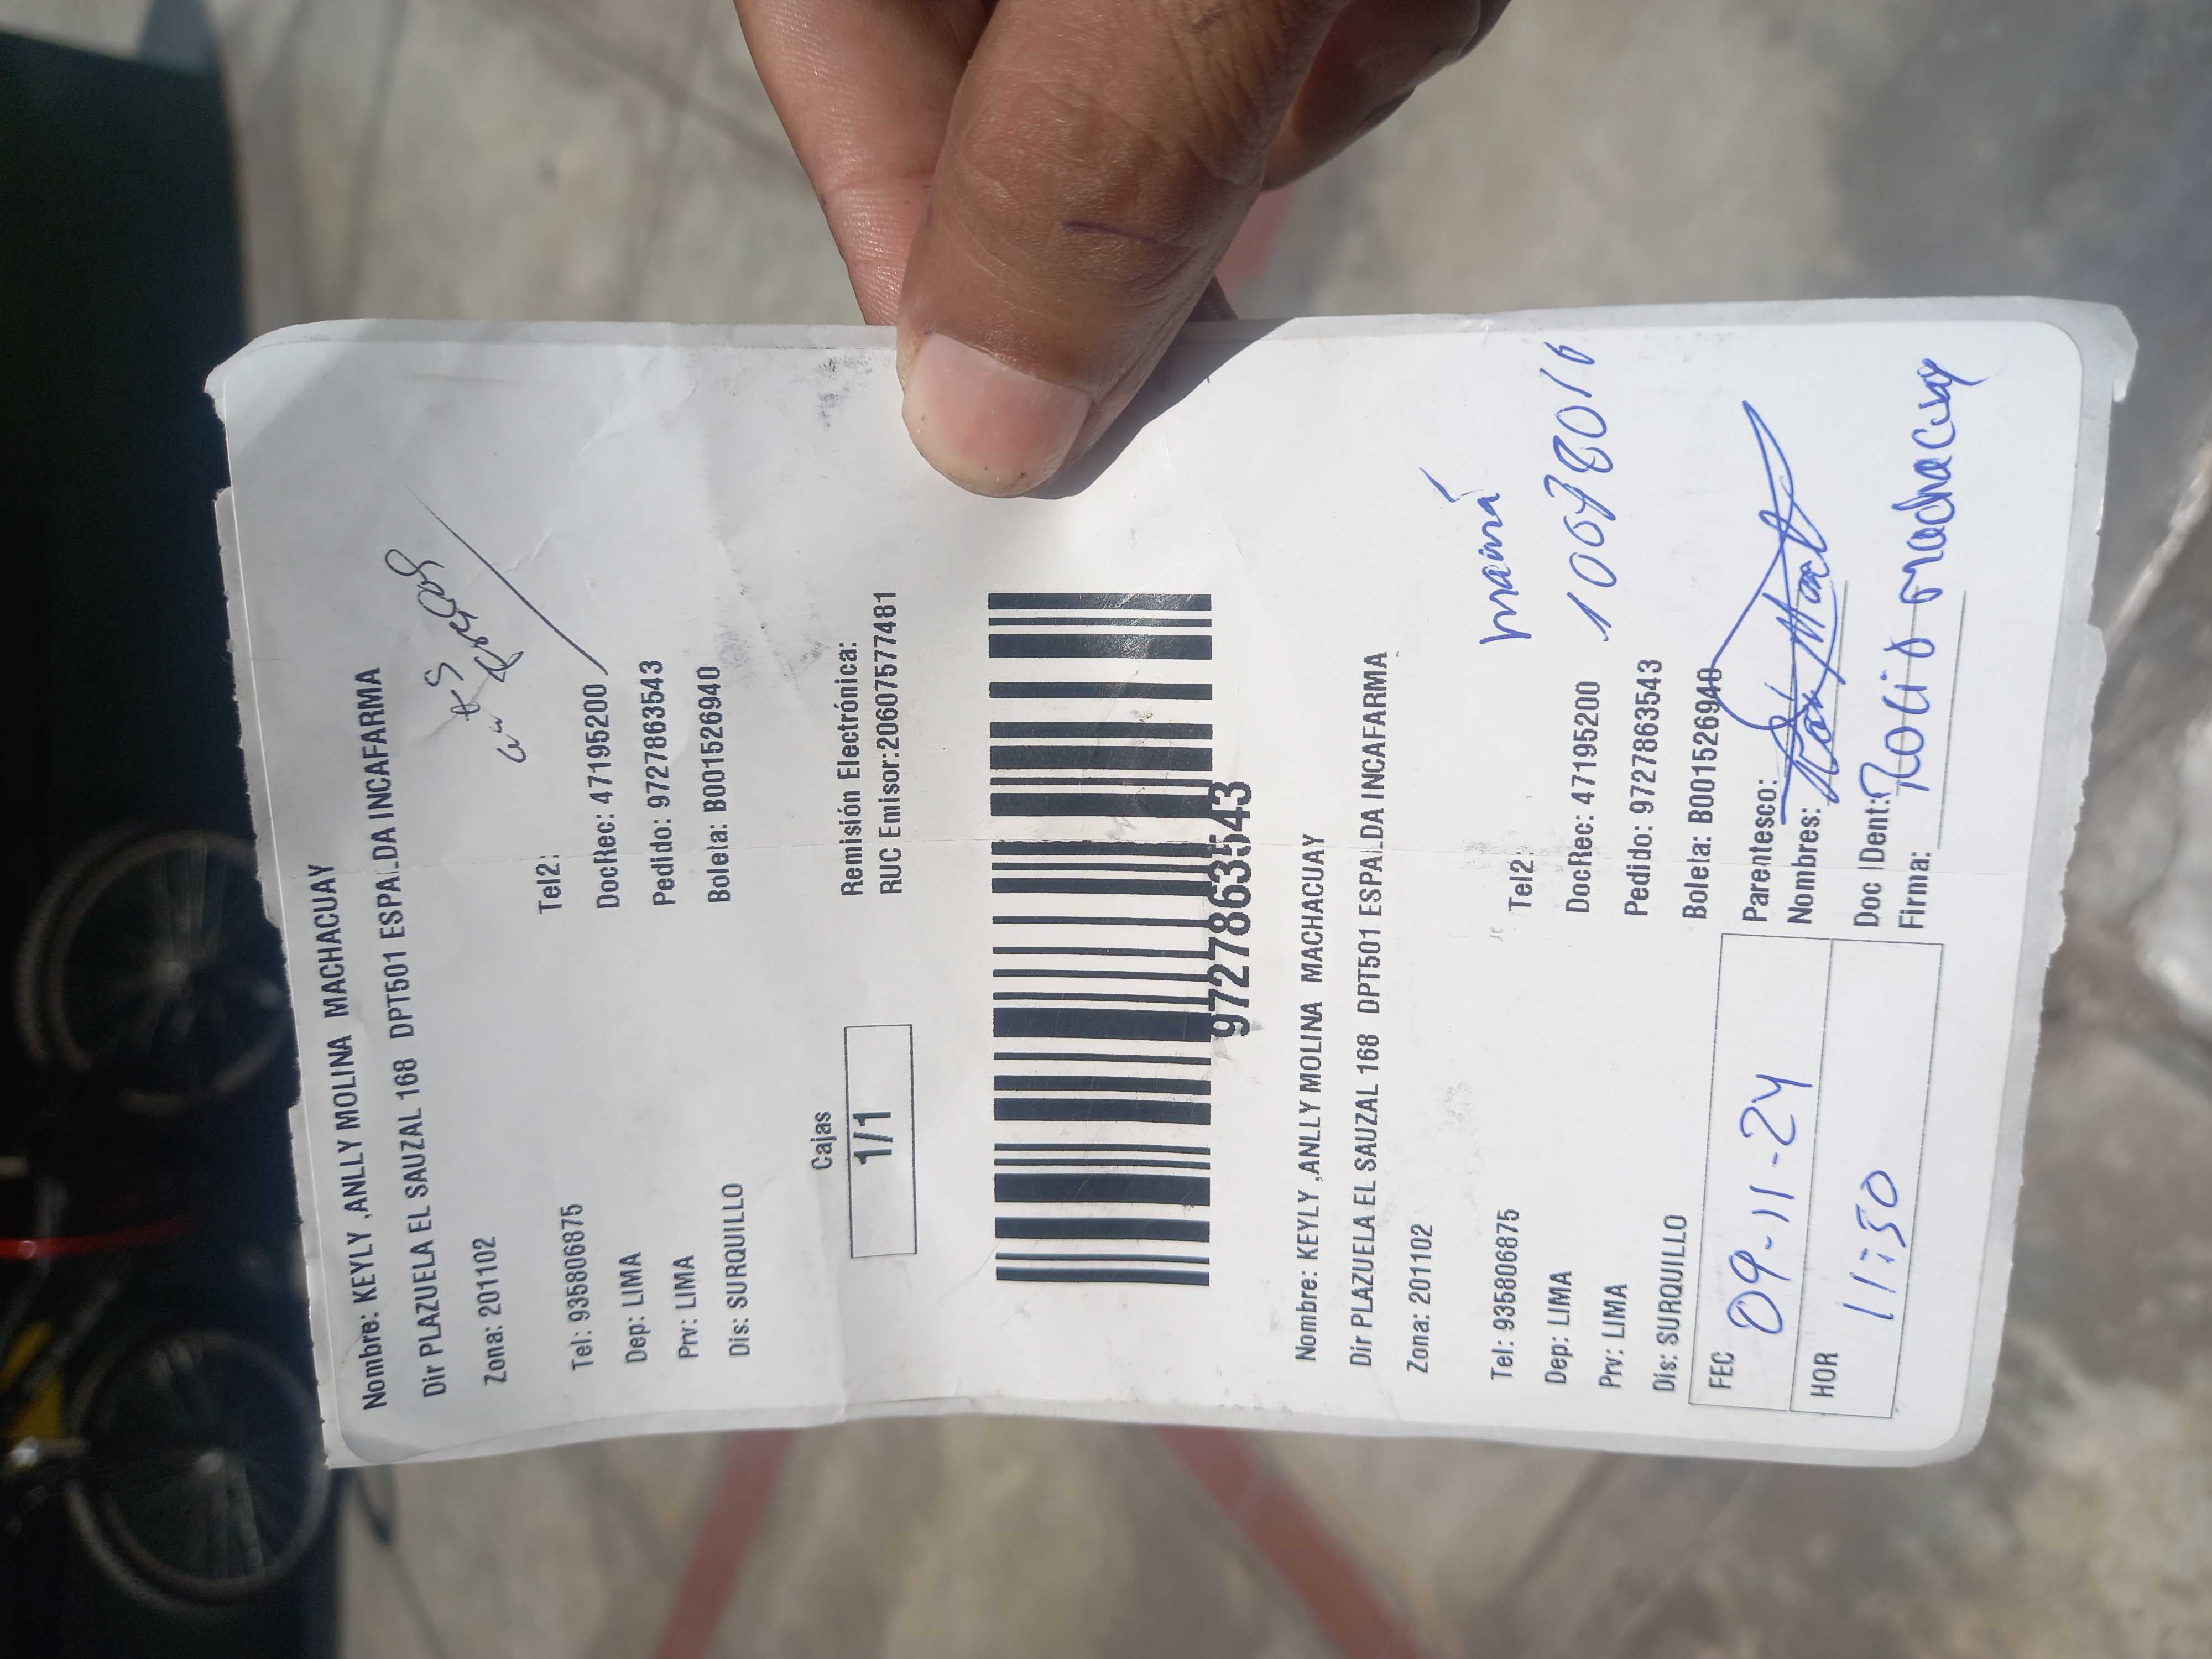 Nombre: KEYLY ,ANLLY MOLINA MACHACUAY
Dir PLAZUELA EL SAUZAL 168 DPT501 ESPALDA INCAFARMA
Zona: 201102
Tel: 935806875 Tel2:
Dep: LIMA DocRec: 47195200
Prv: LIMA Pedido: 9727863543
Dis: SURQUILLO Boleta: B001526940
Cajas
1/1
Remisión Electrónica:
RUC Emisor:20607577481
9727863543
Nombre: KEYLY ,ANLLY MOLINA MACHACUAY
Dir PLAZUELA EL SAUZAL 168 DPT501 ESPALDA INCAFARMA
Zona: 201102
mamá
Tel: 935806875 Tel2:
Dep: LIMA DocRec: 47195200
10078016
Prv: LIMA Pedido: 9727863543
Dis: SURQUILLO Boleta: B001526940
FEC 09-11-24 Parentesco:
Nombres:
HOR 11:50 Doc IDent: Rocio Machacuay
Firma: